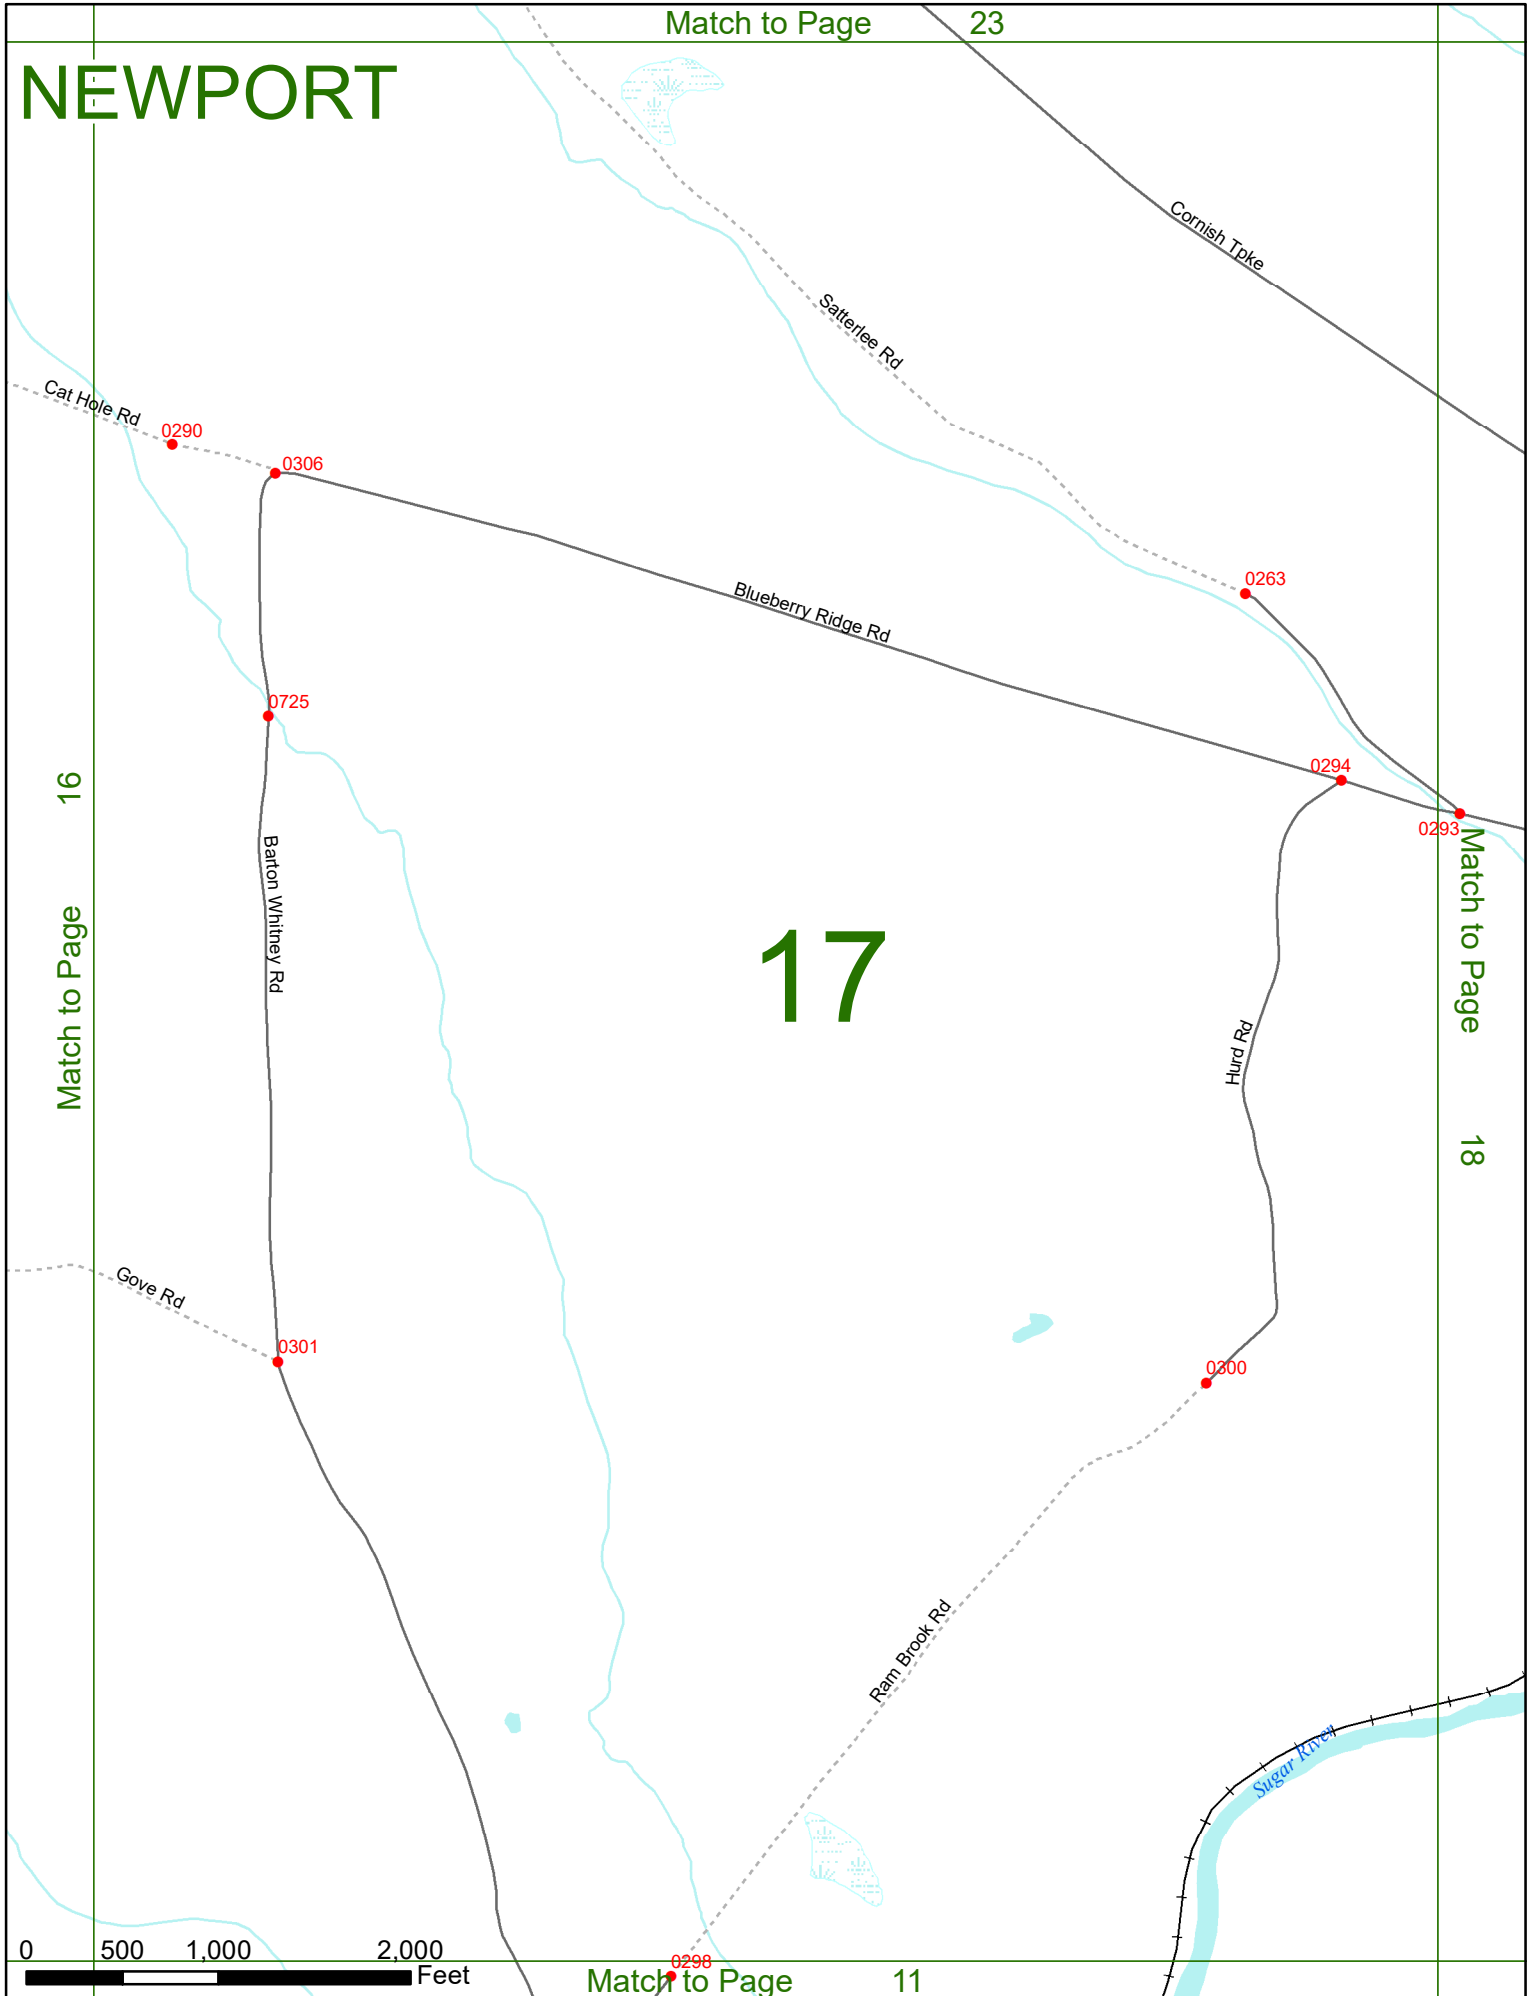 Match to Page 23
NEWPORT
Cornish Tpke
Satterlee Rd
Cat Hole Rd
0290
0306
0263
Blueberry Ridge Rd
0725
0294
0293
Match to Page 16
Barton Whitney Rd
Match to Page 18
17
Hurd Rd
Gove Rd
0301
0300
Ram Brook Rd
Sugar River
0 500 1,000 2,000
Feet
0298
Match to Page 11